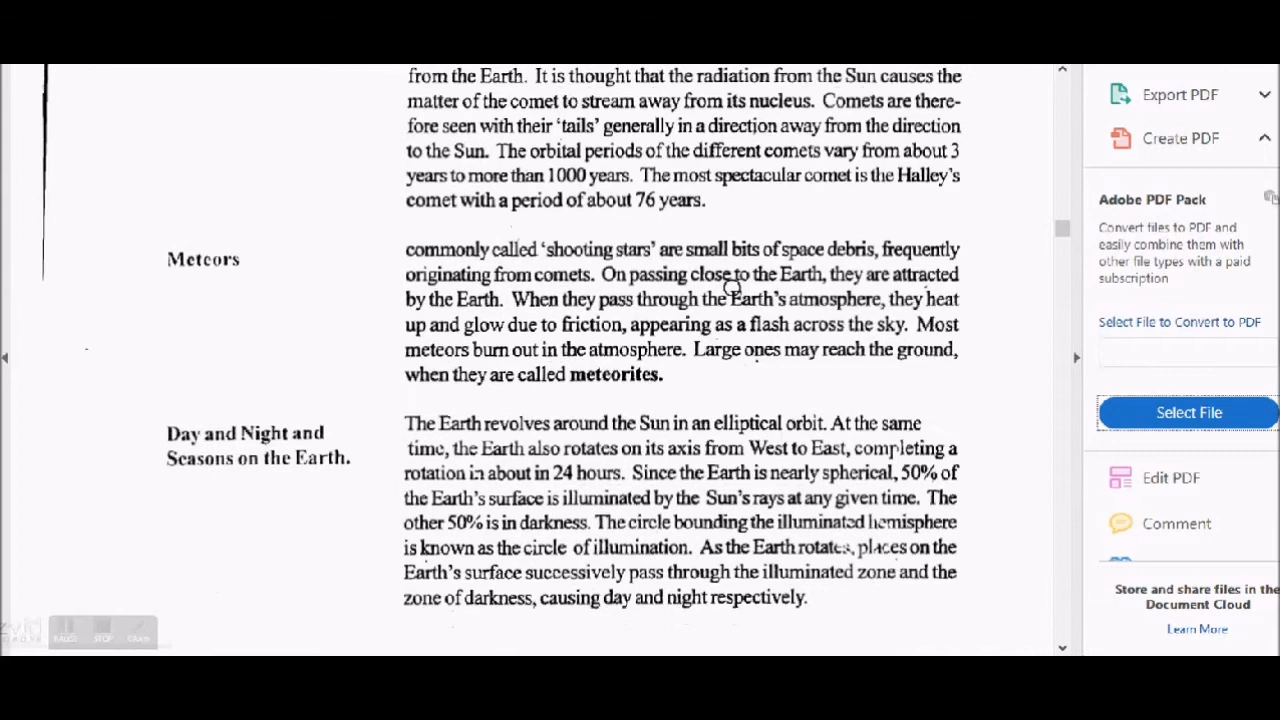 from the Earth. It is thought that the radiation from the Sun causes the
matter of the comet to stream away from its nucleus. Comets are there-
fore seen with their 'tails' generally in a direction away from the direction
to the Sun. The orbital periods of the different comets vary from about 3
years to more than 1000 years. The most spectacular comet is the Halley's
comet with a period of about 76 years.
Meteors
commonly called 'shooting stars' are small bits of space debris, frequently
originating from comets. On passing close to the Earth, they are attracted
by the Earth. When they pass through the Earth's atmosphere, they heat
up and glow due to friction, appearing as a flash across the sky. Most
meteors burn out in the atmosphere. Large ones may reach the ground,
when they are called meteorites.
Day and Night and
Seasons on the Earth.
The Earth revolves around the Sun in an elliptical orbit. At the same
time, the Earth also rotates on its axis from West to East, completing a
rotation in about in 24 hours. Since the Earth is nearly spherical, 50% of
the Earth's surface is illuminated by the Sun's rays at any given time. The
other 50% is in darkness. The circle bounding the illuminated hemisphere
is known as the circle of illumination. As the Earth rotates, places on the
Earth's surface successively pass through the illuminated zone and the
zone of darkness, causing day and night respectively.
PAUSE STOP DRAW
Export PDF
Create PDF
Adobe PDF Pack
Convert files to PDF and
easily combine them with
other file types with a paid
subscription
Select File to Convert to PDF
Select File
Edit PDF
Comment
Store and share files in the
Document Cloud
Learn More